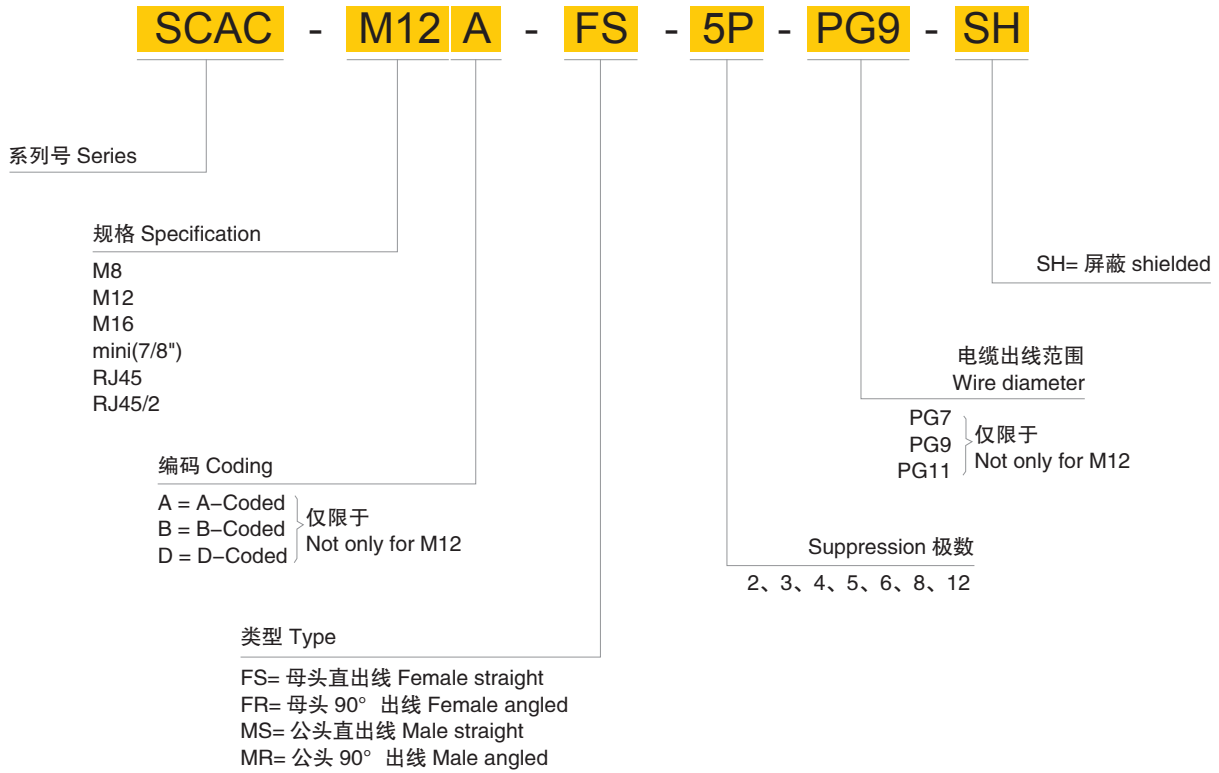 SCAC - M12 A - FS - 5P - PG9 - SH
系列号 Series
规格 Specification
M8
M12
M16
mini(7/8")
RJ45
RJ45/2
SH= 屏蔽 shielded
电缆出线范围
Wire diameter
PG7
PG9
PG11
仅限于
Not only for M12
编码 Coding
A = A–Coded
B = B–Coded
D = D–Coded
仅限于
Not only for M12
Suppression 极数
2、3、4、5、6、8、12
类型 Type
FS= 母头直出线 Female straight
FR= 母头 90° 出线 Female angled
MS= 公头直出线 Male straight
MR= 公头 90° 出线 Male angled